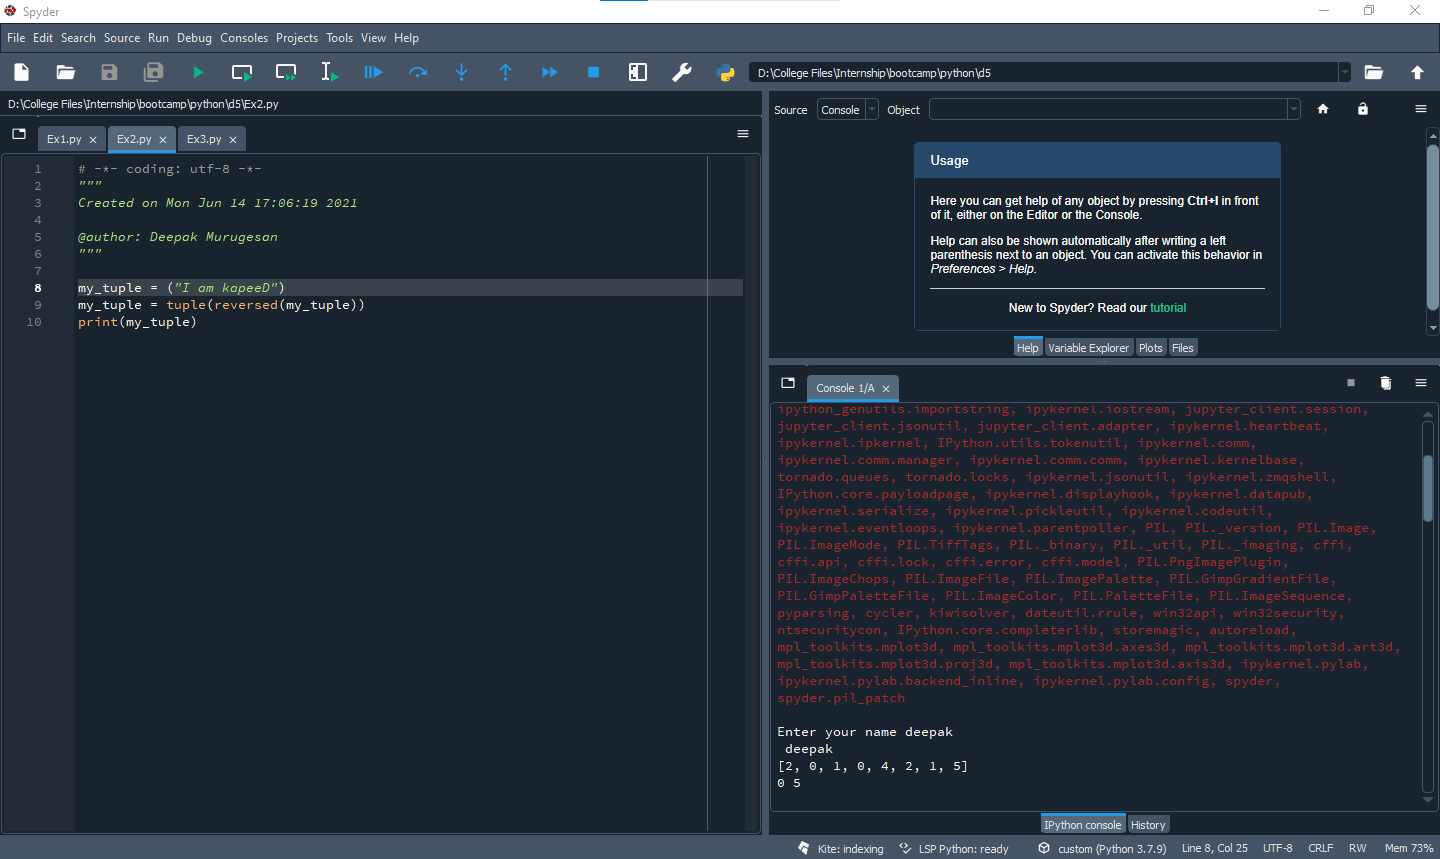 Spyder
File Edit Search Source Run Debug Consoles Projects Tools View Help
D:\College Files\Internship\bootcamp\python\d5
D:\College Files\Internship\bootcamp\python\d5\Ex2.py
Ex1.py Ex2.py Ex3.py
1 # -*- coding: utf-8 -*-
2 """
3 Created on Mon Jun 14 17:06:19 2021
4
5 @author: Deepak Murugesan
6 """
7
8 my_tuple = ("I am kapeeD")
9 my_tuple = tuple(reversed(my_tuple))
10 print(my_tuple)
Source Console Object
Usage
Here you can get help of any object by pressing Ctrl+I in front
of it, either on the Editor or the Console.
Help can also be shown automatically after writing a left
parenthesis next to an object. You can activate this behavior in
Preferences > Help.
New to Spyder? Read our tutorial
Help Variable Explorer Plots Files
Console 1/A
ipython_genutils.importstring, ipykernel.iostream, jupyter_client.session,
jupyter_client.jsonutil, jupyter_client.adapter, ipykernel.heartbeat,
ipykernel.ipkernel, IPython.utils.tokenutil, ipykernel.comm,
ipykernel.comm.manager, ipykernel.comm.comm, ipykernel.kernelbase,
tornado.queues, tornado.locks, ipykernel.jsonutil, ipykernel.zmqshell,
IPython.core.payloadpage, ipykernel.displayhook, ipykernel.datapub,
ipykernel.serialize, ipykernel.pickleutil, ipykernel.codeutil,
ipykernel.eventloops, ipykernel.parentpoller, PIL, PIL._version, PIL.Image,
PIL.ImageMode, PIL.TiffTags, PIL._binary, PIL._util, PIL._imaging, cffi,
cffi.api, cffi.lock, cffi.error, cffi.model, PIL.PngImagePlugin,
PIL.ImageChops, PIL.ImageFile, PIL.ImagePalette, PIL.GimpGradientFile,
PIL.GimpPaletteFile, PIL.ImageColor, PIL.PaletteFile, PIL.ImageSequence,
pyparsing, cycler, kiwisolver, dateutil.rrule, win32api, win32security,
ntsecuritycon, IPython.core.completerlib, storemagic, autoreload,
mpl_toolkits.mplot3d, mpl_toolkits.mplot3d.axes3d, mpl_toolkits.mplot3d.art3d,
mpl_toolkits.mplot3d.proj3d, mpl_toolkits.mplot3d.axis3d, ipykernel.pylab,
ipykernel.pylab.backend_inline, ipykernel.pylab.config, spyder,
spyder.pil_patch
Enter your name deepak
deepak
[2, 0, 1, 0, 4, 2, 1, 5]
0 5
IPython console History
Kite: indexing LSP Python: ready custom (Python 3.7.9) Line 8, Col 25 UTF-8 CRLF RW Mem 73%